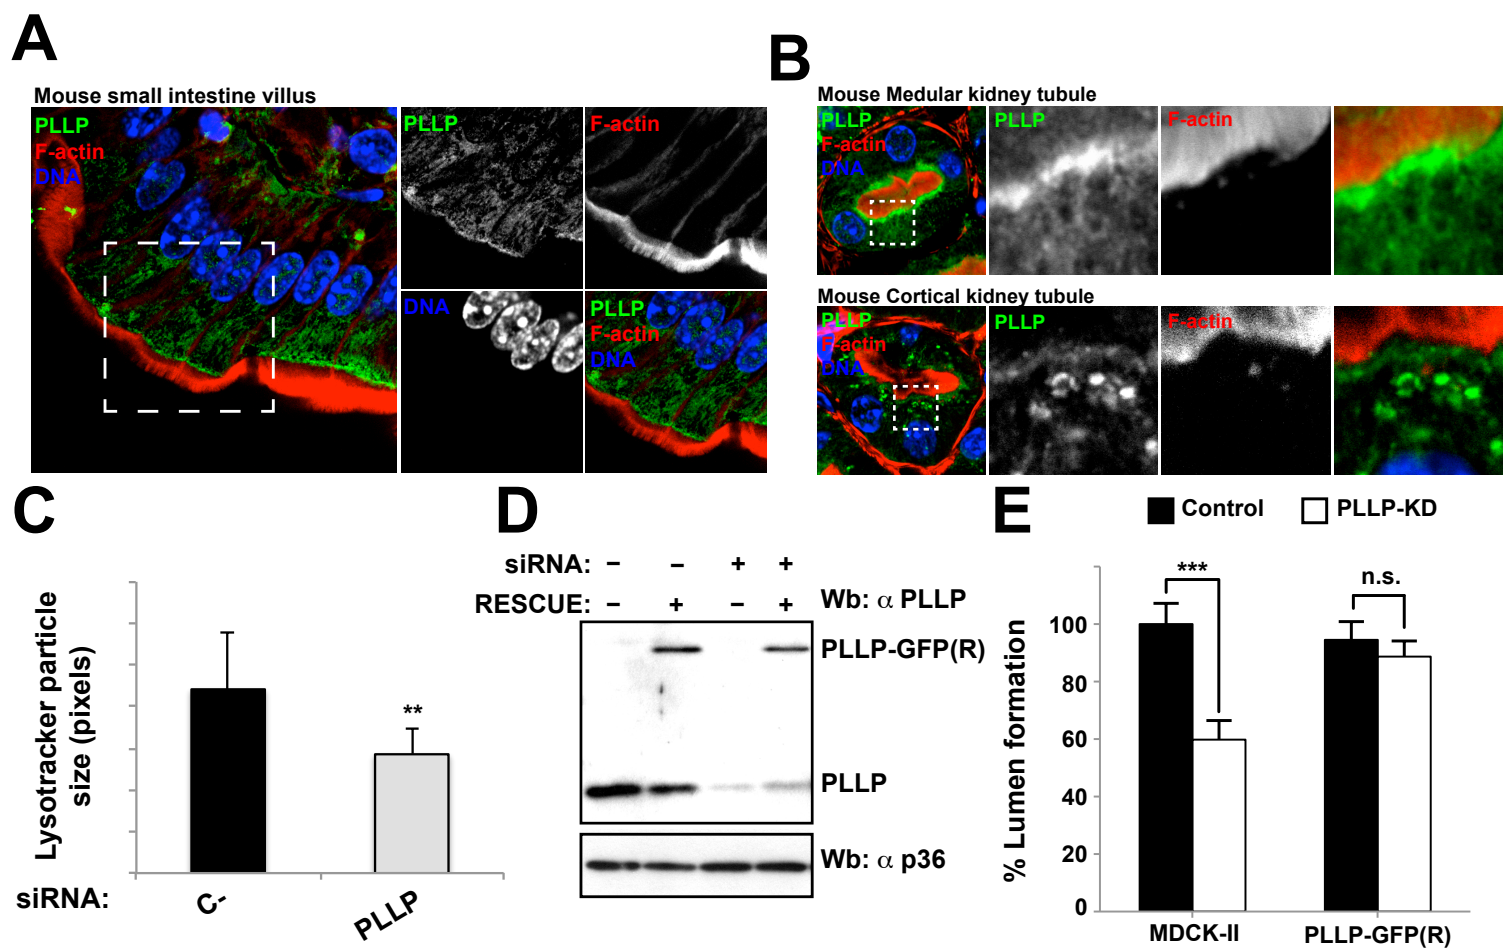 A
Mouse small intestine villus
PLLP
F-actin
DNA
PLLP
F-actin
DNA
PLLP
F-actin
DNA
B
Mouse Medular kidney tubule
PLLP
F-actin
DNA
PLLP
F-actin
Mouse Cortical kidney tubule
PLLP
F-actin
DNA
PLLP
F-actin
C
Lysotracker particle
size (pixels)
**
siRNA:
C-
PLLP
D
siRNA: – – + +
RESCUE: – + – +
Wb: α PLLP
PLLP-GFP(R)
PLLP
Wb: α p36
E
Control
PLLP-KD
% Lumen formation
100
80
60
40
20
0
***
n.s.
MDCK-II
PLLP-GFP(R)